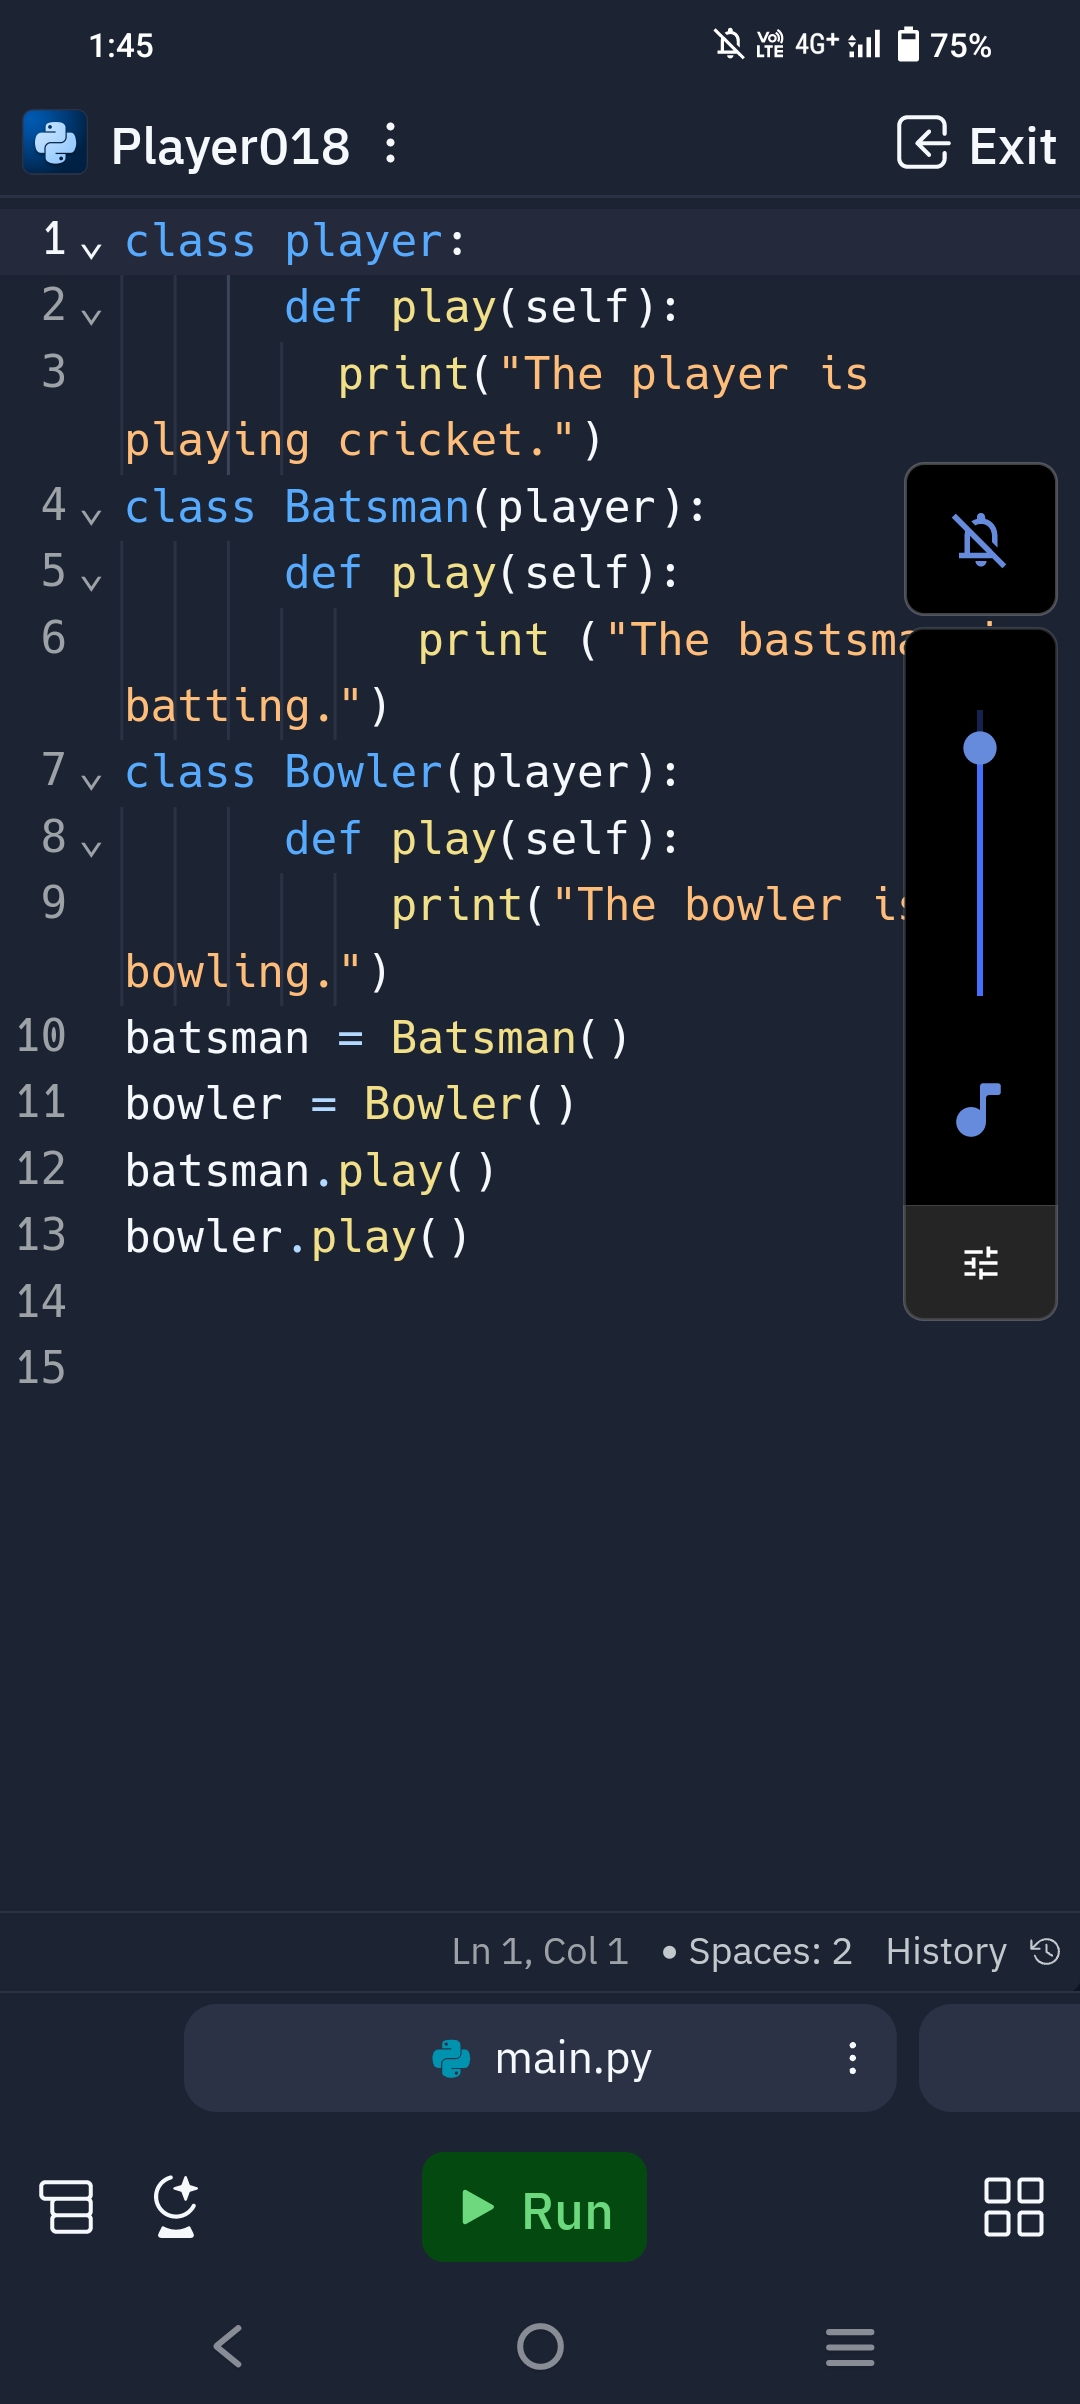 1:45 Vo)) LTE 4G+ 75%
Player018 Exit
1 class player:
2 def play(self):
3 print("The player is
playing cricket.")
4 class Batsman(player):
5 def play(self):
6 print ("The
batting.")
7 class Bowler(player):
8 def play(self):
9 print("The bowler
bowling.")
10 batsman = Batsman()
11 bowler = Bowler()
12 batsman.play()
13 bowler.play()
14
15
Ln 1, Col 1 • Spaces: 2 History
main.py
Run